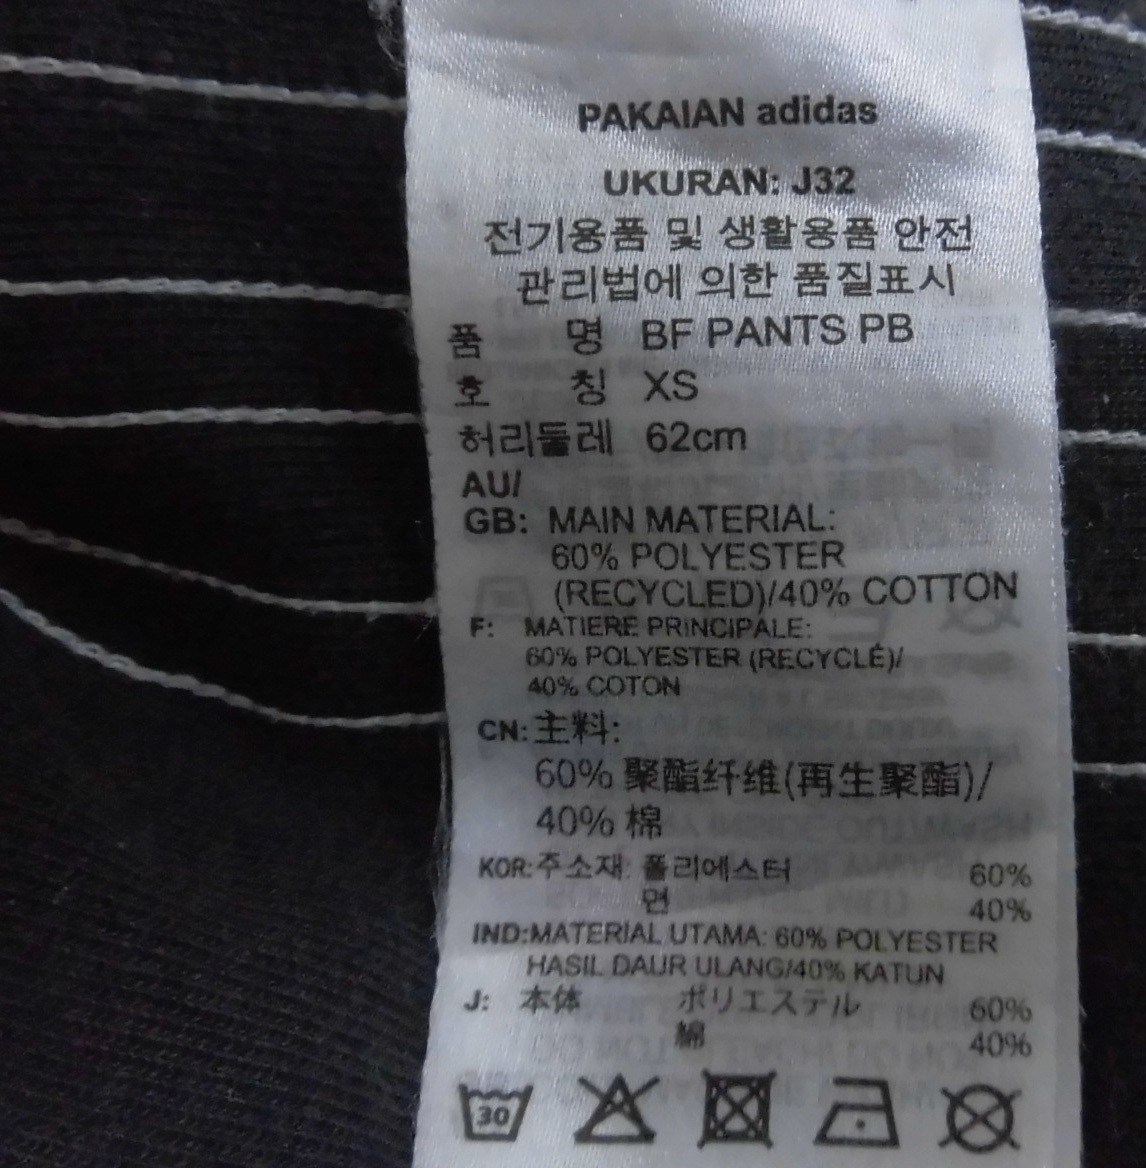 PAKAIAN adidas
UKURAN: J32
전기용품 및 생활용품 안전
관리법에 의한 품질표시
품 명 BF PANTS PB
호 칭 XS
허리둘레 62cm
AU/
GB: MAIN MATERIAL:
60% POLYESTER
(RECYCLED)/40% COTTON
F: MATIERE PRINCIPALE:
60% POLYESTER (RECYCLÉ)/
40% COTON
CN:主料:
60% 聚酯纤维(再生聚酯)/
40% 棉
KOR:주소재: 폴리에스터 60%
면 40%
IND:MATERIAL UTAMA: 60% POLYESTER
HASIL DAUR ULANG/40% KATUN
J: 本体 ポリエステル 60%
綿 40%
30